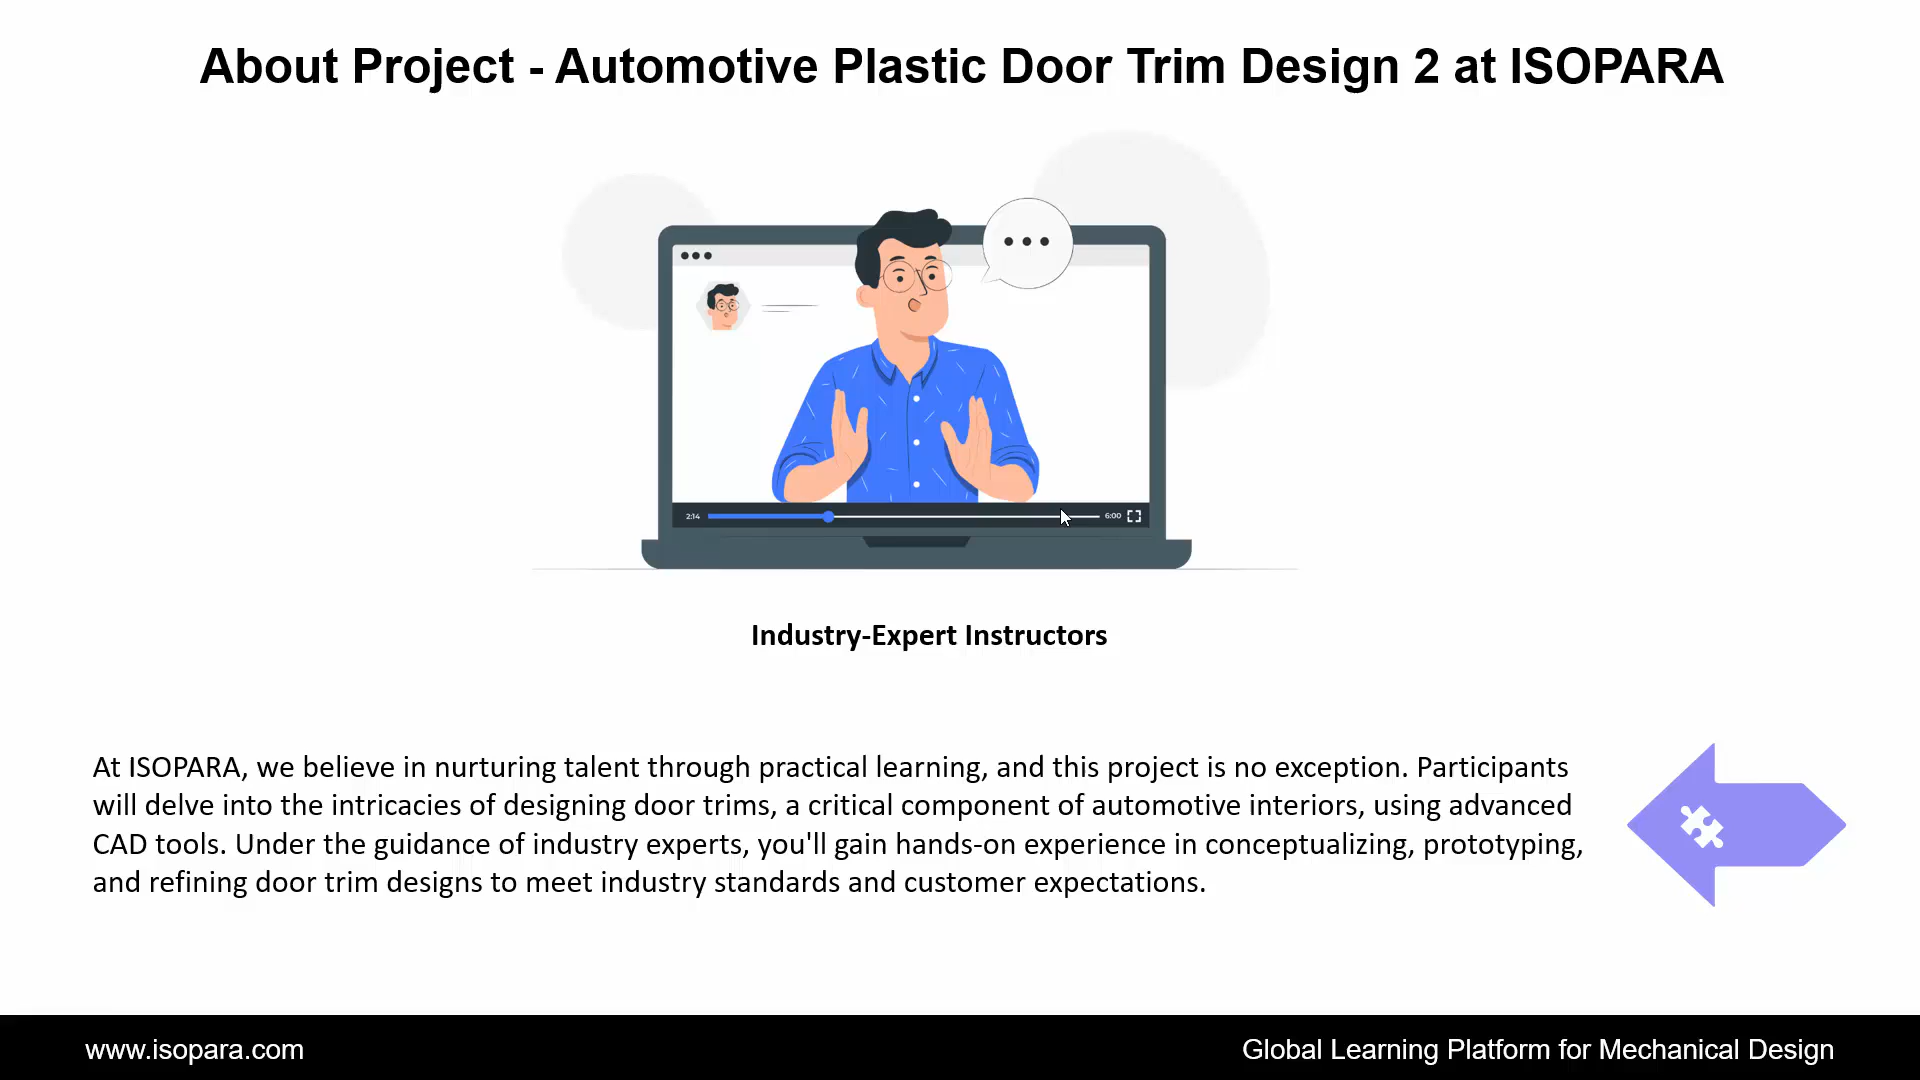 About Project - Automotive Plastic Door Trim Design 2 at ISOPARA
2:14
6:00
Industry-Expert Instructors
At ISOPARA, we believe in nurturing talent through practical learning, and this project is no exception. Participants
will delve into the intricacies of designing door trims, a critical component of automotive interiors, using advanced
CAD tools. Under the guidance of industry experts, you'll gain hands-on experience in conceptualizing, prototyping,
and refining door trim designs to meet industry standards and customer expectations.
www.isopara.com
Global Learning Platform for Mechanical Design